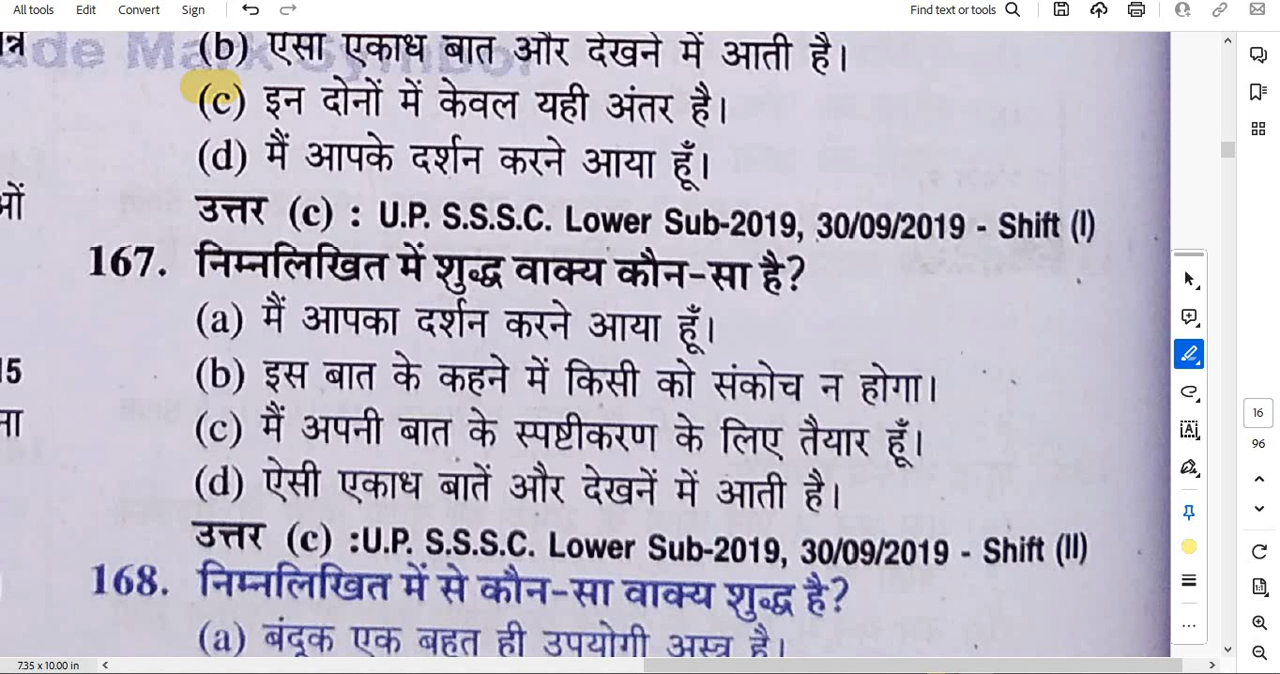 All tools Edit Convert Sign Find text or tools
(b) एसा एकाध बात और देखने में आती है।
(c) इन दोनों में केवल यही अंतर है।
(d) मैं आपके दर्शन करने आया हूँ।
उत्तर (c) : U.P. S.S.S.C. Lower Sub-2019, 30/09/2019 - Shift (I)
167. निम्नलिखित में शुद्ध वाक्य कौन-सा है?
(a) मैं आपका दर्शन करने आया हूँ।
(b) इस बात के कहने में किसी को संकोच न होगा।
15
(c) मैं अपनी बात के स्पष्टीकरण के लिए तैयार हूँ।
16
96
(d) ऐसी एकाध बातें और देखनें में आती है।
उत्तर (c) :U.P. S.S.S.C. Lower Sub-2019, 30/09/2019 - Shift (II)
168. निम्नलिखित में से कौन-सा वाक्य शुद्ध है?
(a) बंदूक एक बहुत ही उपयोगी अस्त्र है।
7.35 x 10.00 in